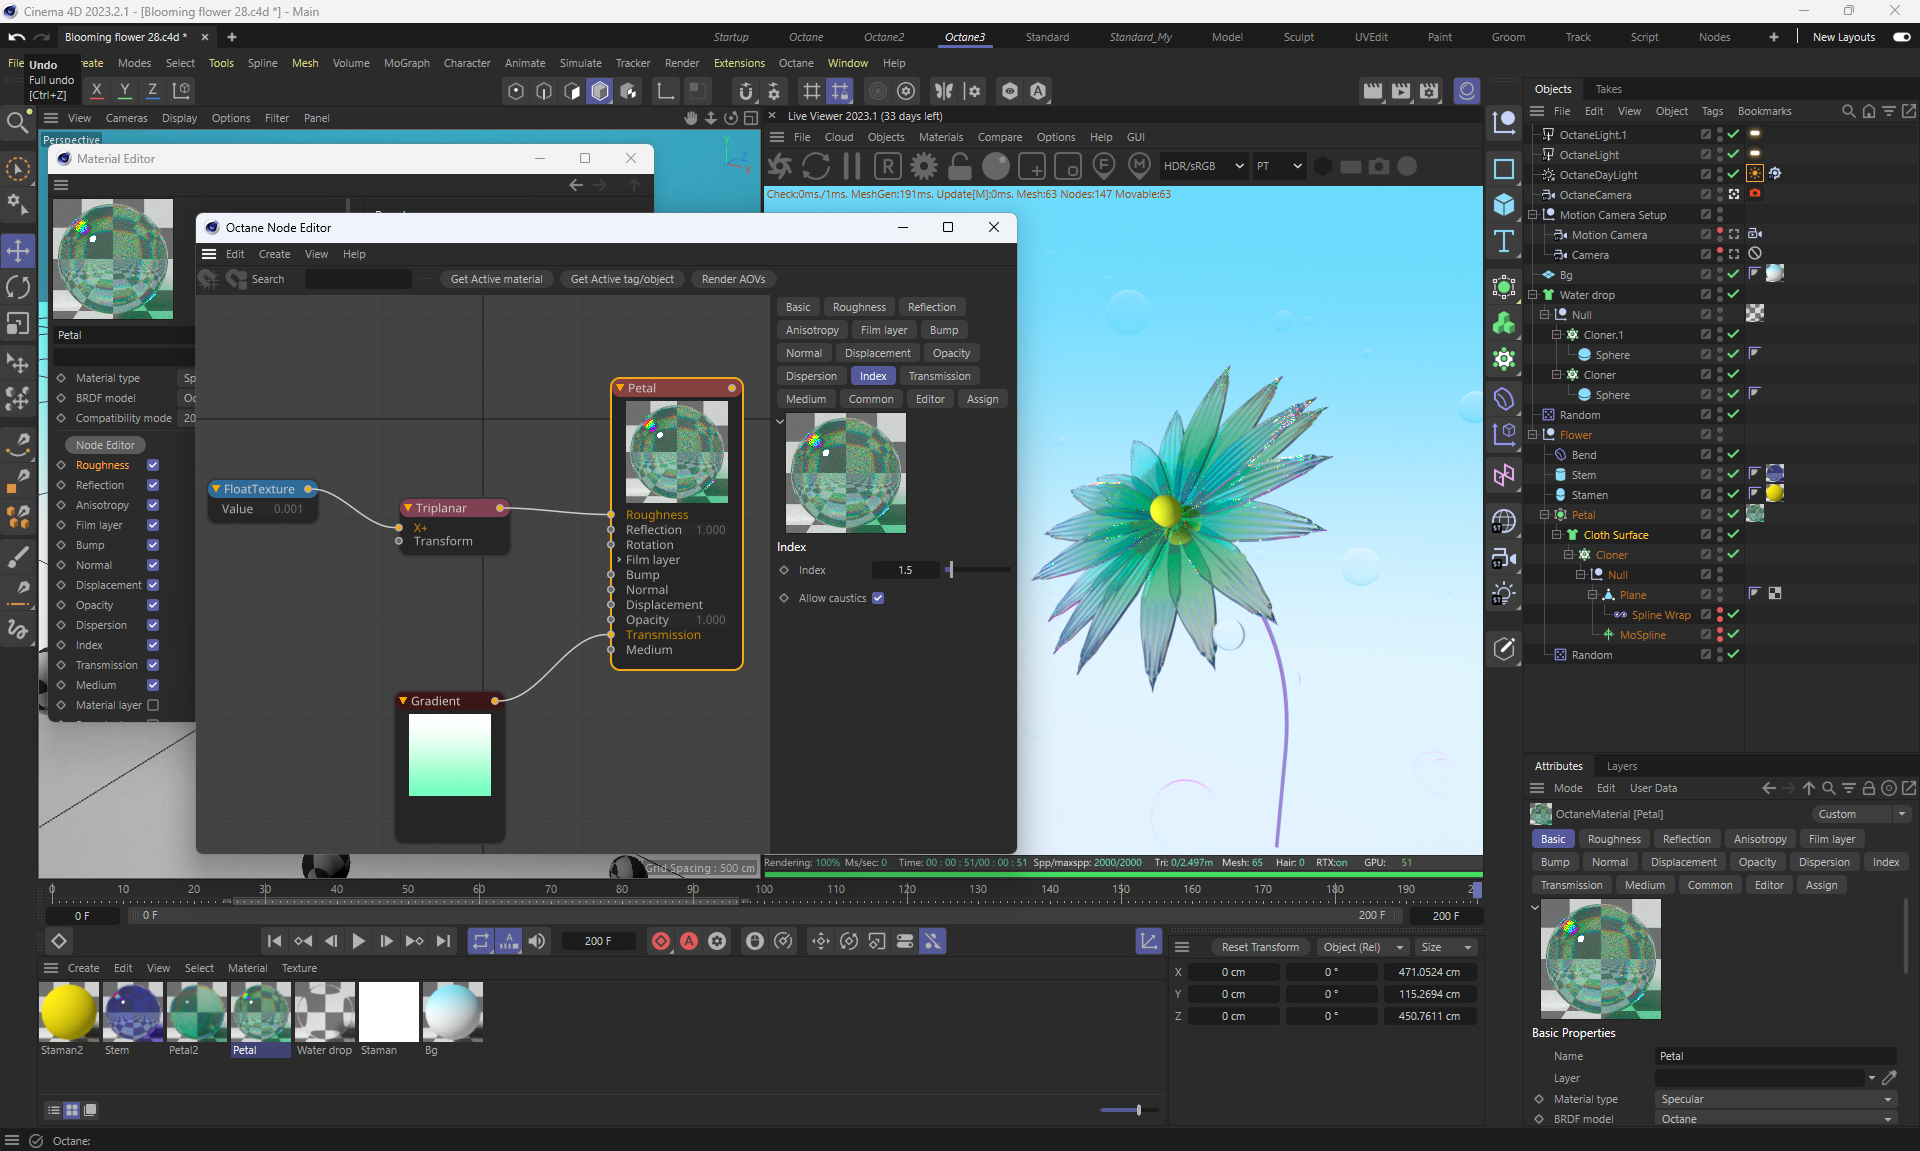 Cinema 4D 2023.2.1 - [Blooming flower 28.c4d *] - Main
Blooming flower 28.c4d * × +
Startup Octane Octane2 Octane3 Standard Standard_My Model Sculpt UVEdit Paint Groom Track Script Nodes + New Layouts
Undo
Full undo
[Ctrl+Z]
Modes Select Tools Spline Mesh Volume MoGraph Character Animate Simulate Tracker Render Extensions Octane Window Help
X Y Z
View Cameras Display Options Filter Panel
Perspective
Material Editor
Petal
Material type
BRDF model
Compatibility mode
Node Editor
Roughness
Reflection
Anisotropy
Film layer
Bump
Normal
Displacement
Opacity
Dispersion
Index
Transmission
Medium
Material layer
Octane Node Editor
Edit Create View Help
Search
Get Active material
Get Active tag/object
Render AOVs
FloatTexture
Value 0.001
Triplanar
X+
Transform
Petal
Roughness
Reflection 1.000
Rotation
Film layer
Bump
Normal
Displacement
Opacity 1.000
Transmission
Medium
Gradient
Basic Roughness Reflection
Anisotropy Film layer Bump
Normal Displacement Opacity
Dispersion Index Transmission
Medium Common Editor Assign
Index
Index 1.5
Allow caustics
Live Viewer 2023.1 (33 days left)
File Cloud Objects Materials Compare Options Help GUI
HDR/sRGB
PT
Check:0ms./1ms. MeshGen:191ms. Update[M]:0ms. Mesh:63 Nodes:147 Movable:63
Rendering: 100% Ms/sec: 0 Time: 00 : 00 : 51/00 : 00 : 51 Spp/maxspp: 2000/2000 Tri: 0/2.497m Mesh: 65 Hair: 0 RTX:on GPU: 51
Grid Spacing : 500 cm
0 10 20 30 40 50 60 70 80 90 100 110 120 130 140 150 160 170 180 190
0 F
0 F
200 F
200 F
200 F
Create Edit View Select Material Texture
Staman2
Stem
Petal2
Petal
Water drop
Staman
Bg
Octane:
Reset Transform
Object (Rel)
Size
X 0 cm 0 ° 471.0524 cm
Y 0 cm 0 ° 115.2694 cm
Z 0 cm 0 ° 450.7611 cm
Objects Takes
File Edit View Object Tags Bookmarks
OctaneLight.1
OctaneLight
OctaneDayLight
OctaneCamera
Motion Camera Setup
Motion Camera
Camera
Bg
Water drop
Null
Cloner.1
Sphere
Cloner
Sphere
Random
Flower
Bend
Stem
Stamen
Petal
Cloth Surface
Cloner
Null
Plane
Spline Wrap
MoSpline
Random
Attributes Layers
Mode Edit User Data
OctaneMaterial [Petal]
Custom
Basic Roughness Reflection Anisotropy Film layer
Bump Normal Displacement Opacity Dispersion Index
Transmission Medium Common Editor Assign
Basic Properties
Name Petal
Layer
Material type Specular
BRDF model Octane